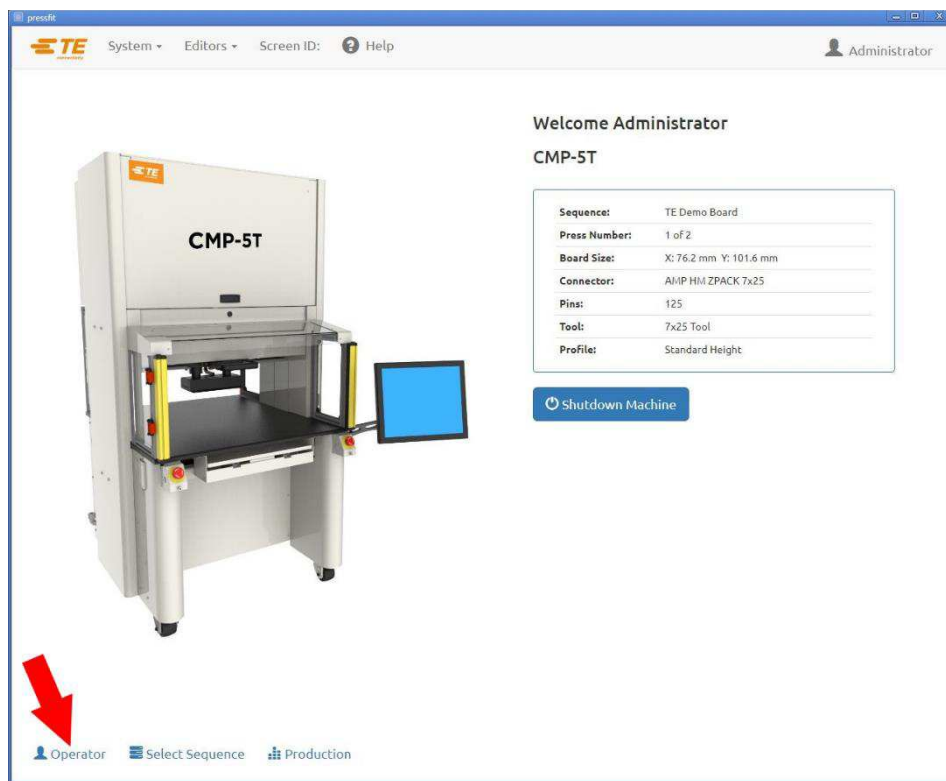 pressfit
TE
connectivity
System
Editors
Screen ID:
Help
Administrator
Welcome Administrator
CMP-5T
TE
CMP-5T
Sequence: TE Demo Board
Press Number: 1 of 2
Board Size: X: 76.2 mm Y: 101.6 mm
Connector: AMP HM ZPACK 7x25
Pins: 125
Tool: 7x25 Tool
Profile: Standard Height
Shutdown Machine
Operator
Select Sequence
Production